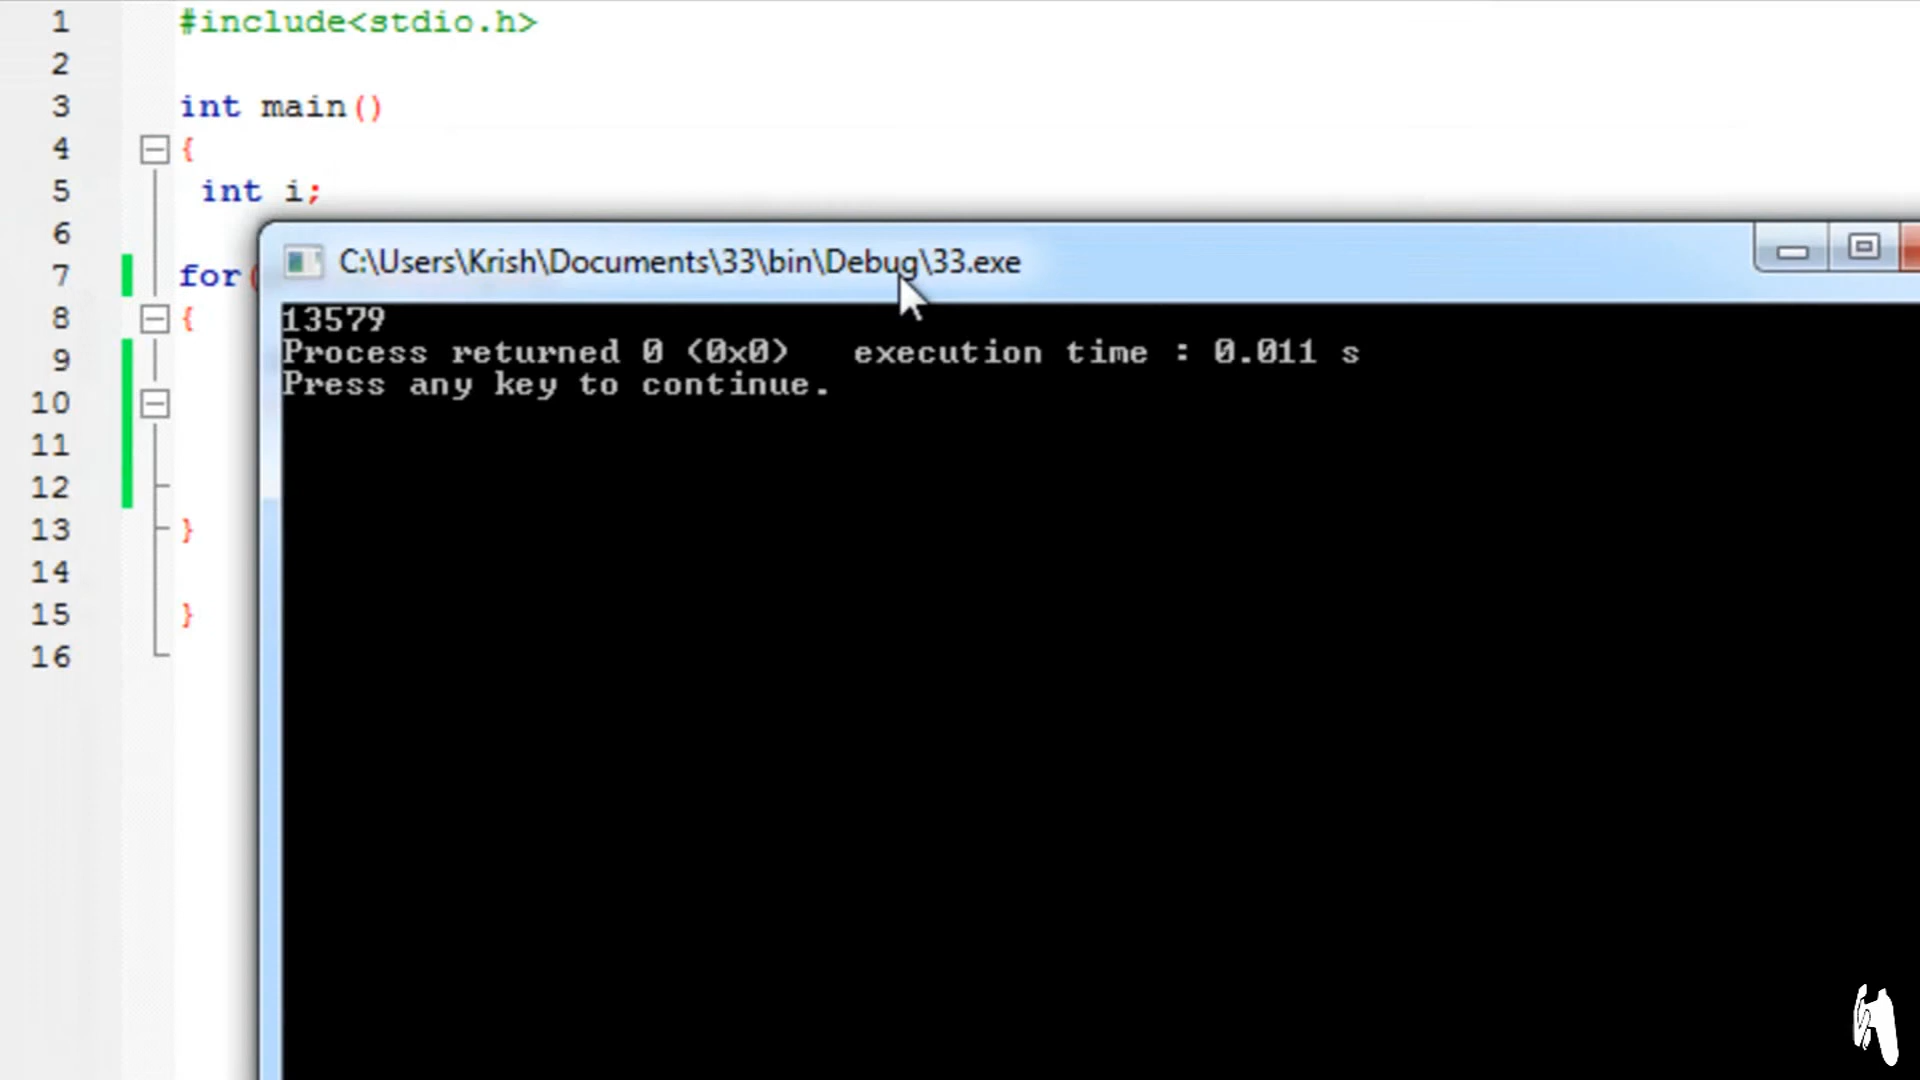 1 #include<stdio.h>
2
3 int main()
4 {
5 int i;
6
7 for(
8 {
9
10
11
12
13 }
14
15 }
16
C:\Users\Krish\Documents\33\bin\Debug\33.exe
13579
Process returned 0 (0x0)   execution time : 0.011 s
Press any key to continue.